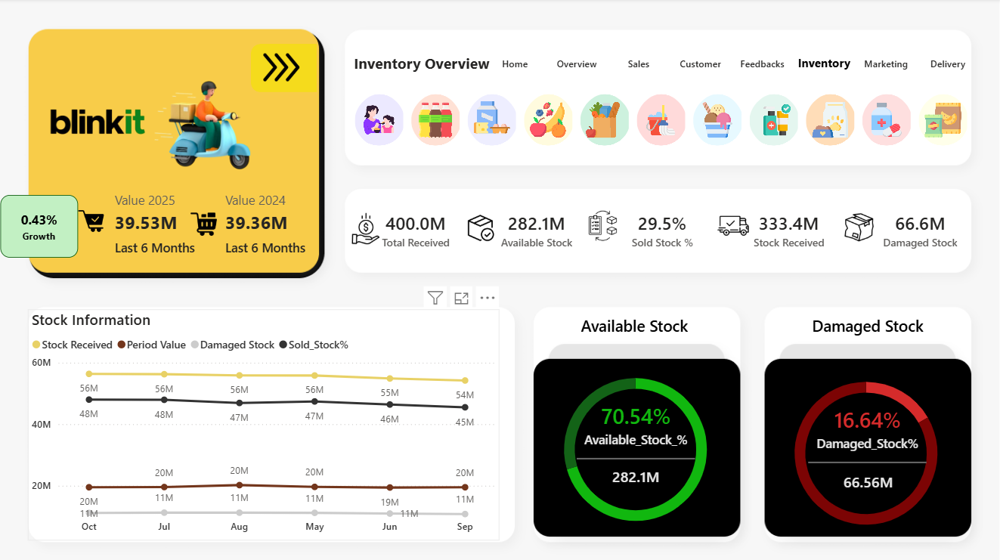 blinkit
Value 2025
39.53M
Last 6 Months
Value 2024
39.36M
Last 6 Months
0.43%
Growth
Inventory Overview
Home
Overview
Sales
Customer
Feedbacks
Inventory
Marketing
Delivery
400.0M
Total Received
282.1M
Available Stock
29.5%
Sold Stock %
333.4M
Stock Received
66.6M
Damaged Stock
Stock Information
Stock Received
Period Value
Damaged Stock
Sold_Stock%
60M
40M
20M
56M 56M 56M 56M 55M 54M
48M 48M 47M 47M 46M 45M
20M 20M 20M 20M 19M 20M
11M 11M 11M 11M 11M 11M
Oct Jul Aug May Jun Sep
Available Stock
70.54%
Available_Stock_%
282.1M
Damaged Stock
16.64%
Damaged_Stock%
66.56M